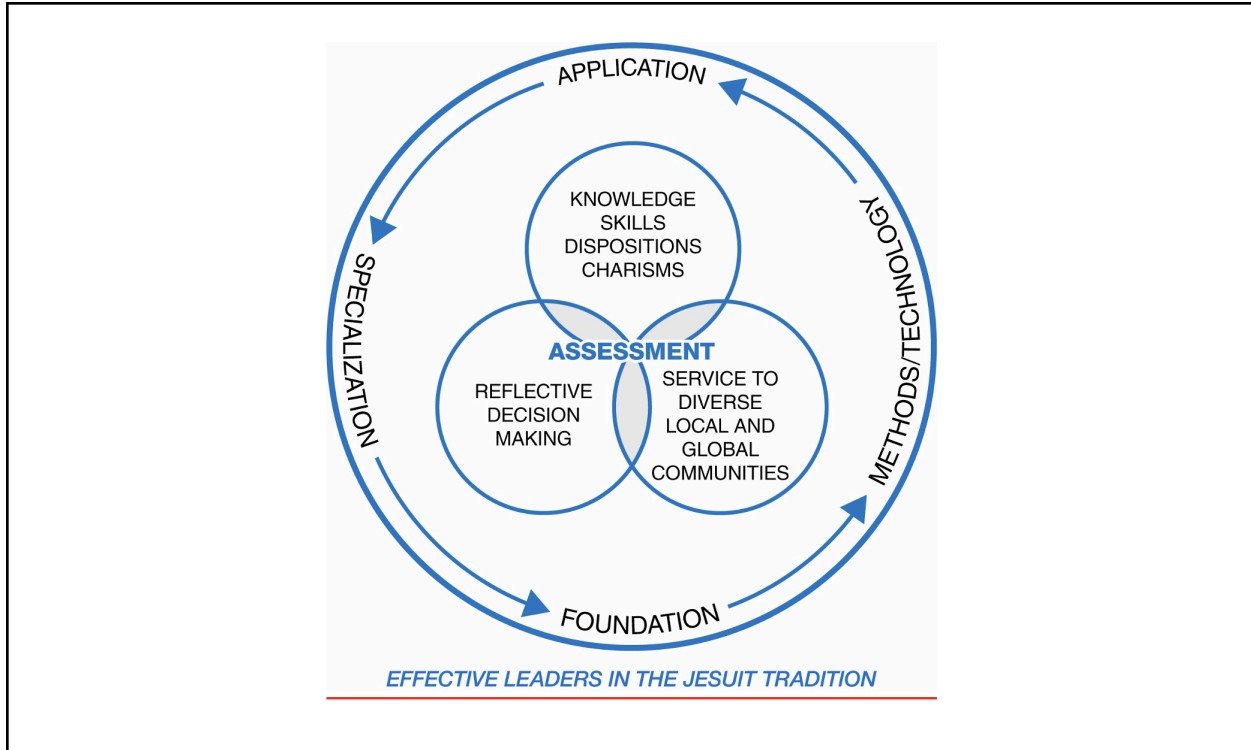 APPLICATION
METHODS/TECHNOLOGY
SPECIALIZATION
FOUNDATION
KNOWLEDGE
SKILLS
DISPOSITIONS
CHARISMS
ASSESSMENT
REFLECTIVE
DECISION
MAKING
SERVICE TO
DIVERSE
LOCAL AND
GLOBAL
COMMUNITIES
EFFECTIVE LEADERS IN THE JESUIT TRADITION